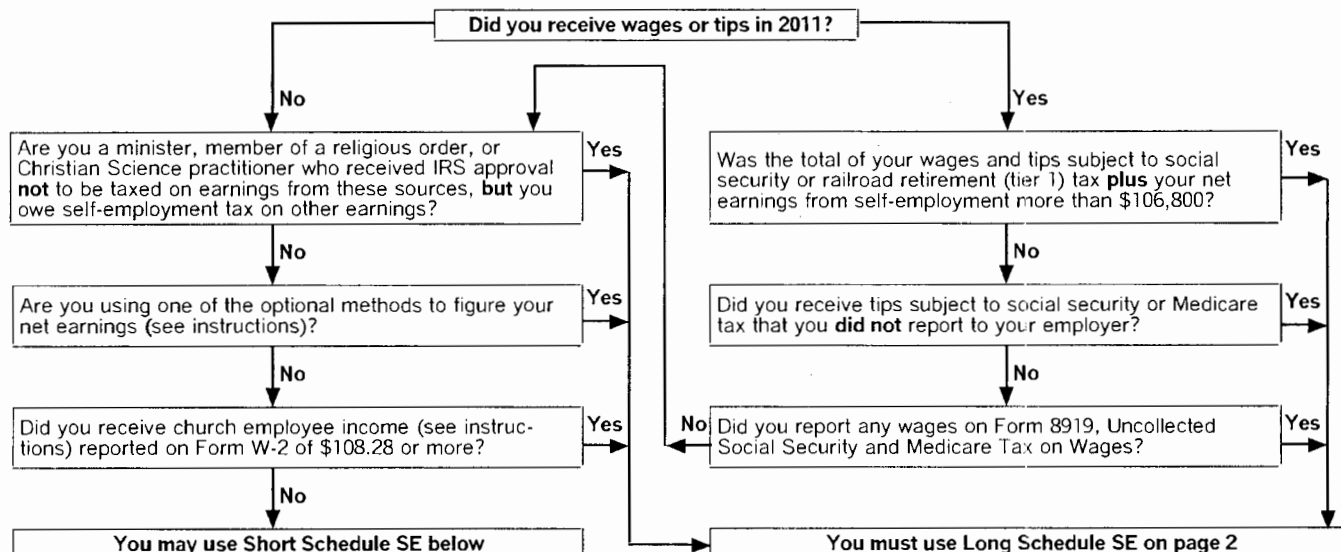 Did you receive wages or tips in 2011?
No
Yes
Are you a minister, member of a religious order, or
Christian Science practitioner who received IRS approval
not to be taxed on earnings from these sources, but you
owe self-employment tax on other earnings?
Yes
Was the total of your wages and tips subject to social
security or railroad retirement (tier 1) tax plus your net
earnings from self-employment more than $106,800?
Yes
No
No
Are you using one of the optional methods to figure your
net earnings (see instructions)?
Yes
Did you receive tips subject to social security or Medicare
tax that you did not report to your employer?
Yes
No
No
Did you receive church employee income (see instruc-
tions) reported on Form W-2 of $108.28 or more?
Yes
No
Did you report any wages on Form 8919, Uncollected
Social Security and Medicare Tax on Wages?
Yes
No
You may use Short Schedule SE below
You must use Long Schedule SE on page 2